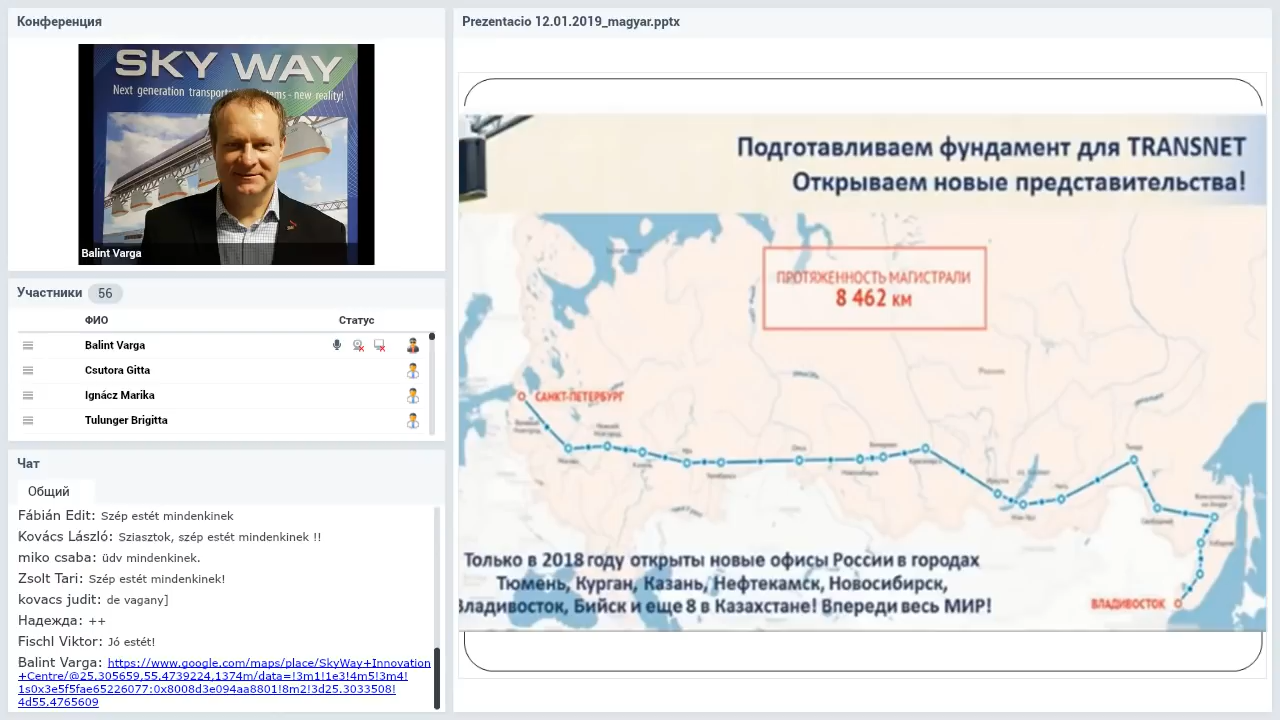 Конференция
SKY WAY
Balint Varga
Участники 56
ФИО Статус
Balint Varga
Csutora Gitta
Ignácz Marika
Tulunger Brigitta
Чат
Общий
Fábián Edit: Szép estét mindenkinek
Kovács László: Sziasztok, szép estét mindenkinek !!
miko csaba: üdv mindenkinek.
Zsolt Tari: Szép estét mindenkinek!
kovacs judit: de vagany]
Надежда: ++
Fischl Viktor: Jó estét!
Balint Varga: https://www.google.com/maps/place/SkyWay+Innovation
+Centre/@25.305659,55.4739224,1374m/data=!3m1!1e3!4m5!3m4!
1s0x3e5f5fae65226077:0x8008d3e094aa8801!8m2!3d25.3033508!
4d55.4765609
Prezentacio 12.01.2019_magyar.pptx
Подготавливаем фундамент для TRANSNET
Открываем новые представительства!
ПРОТЯЖЕННОСТЬ МАГИСТРАЛИ
8 462 км
САНКТ-ПЕТЕРБУРГ
ВЛАДИВОСТОК
Только в 2018 году открыты новые офисы России в городах
Тюмень, Курган, Казань, Нефтекамск, Новосибирск,
Владивосток, Бийск и еще 8 в Казахстане! Впереди весь МИР!